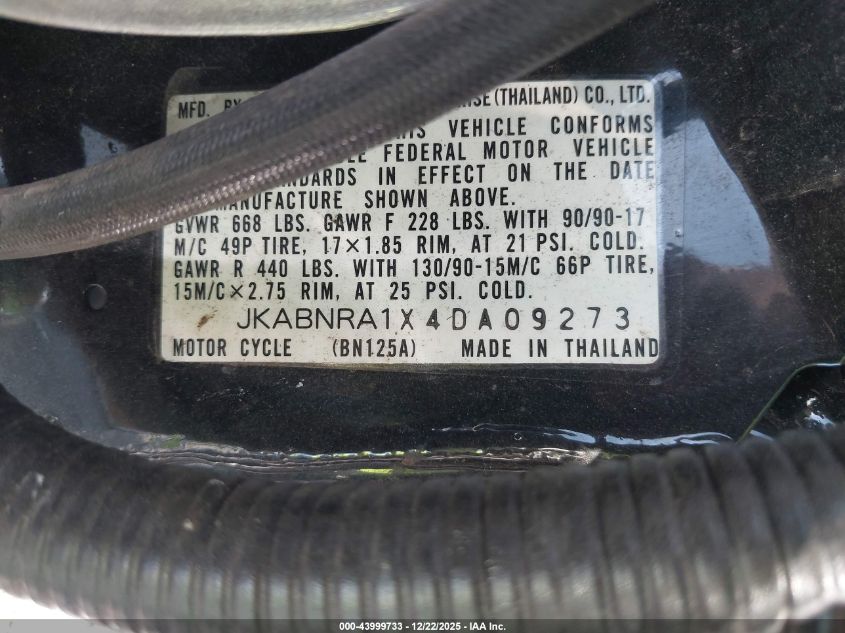 MFD. BY (THAILAND) CO., LTD.
VEHICLE CONFORMS
FEDERAL MOTOR VEHICLE
IN EFFECT ON THE DATE
MANUFACTURE SHOWN ABOVE.
GVWR 668 LBS. GAWR F 228 LBS. WITH 90/90-17
M/C 49P TIRE, 17×1.85 RIM, AT 21 PSI. COLD.
GAWR R 440 LBS. WITH 130/90-15M/C 66P TIRE,
15M/C×2.75 RIM, AT 25 PSI. COLD.
JKABNRA1X4DA09273
MOTOR CYCLE (BN125A) MADE IN THAILAND
000-43999733 - 12/22/2025 - IAA Inc.